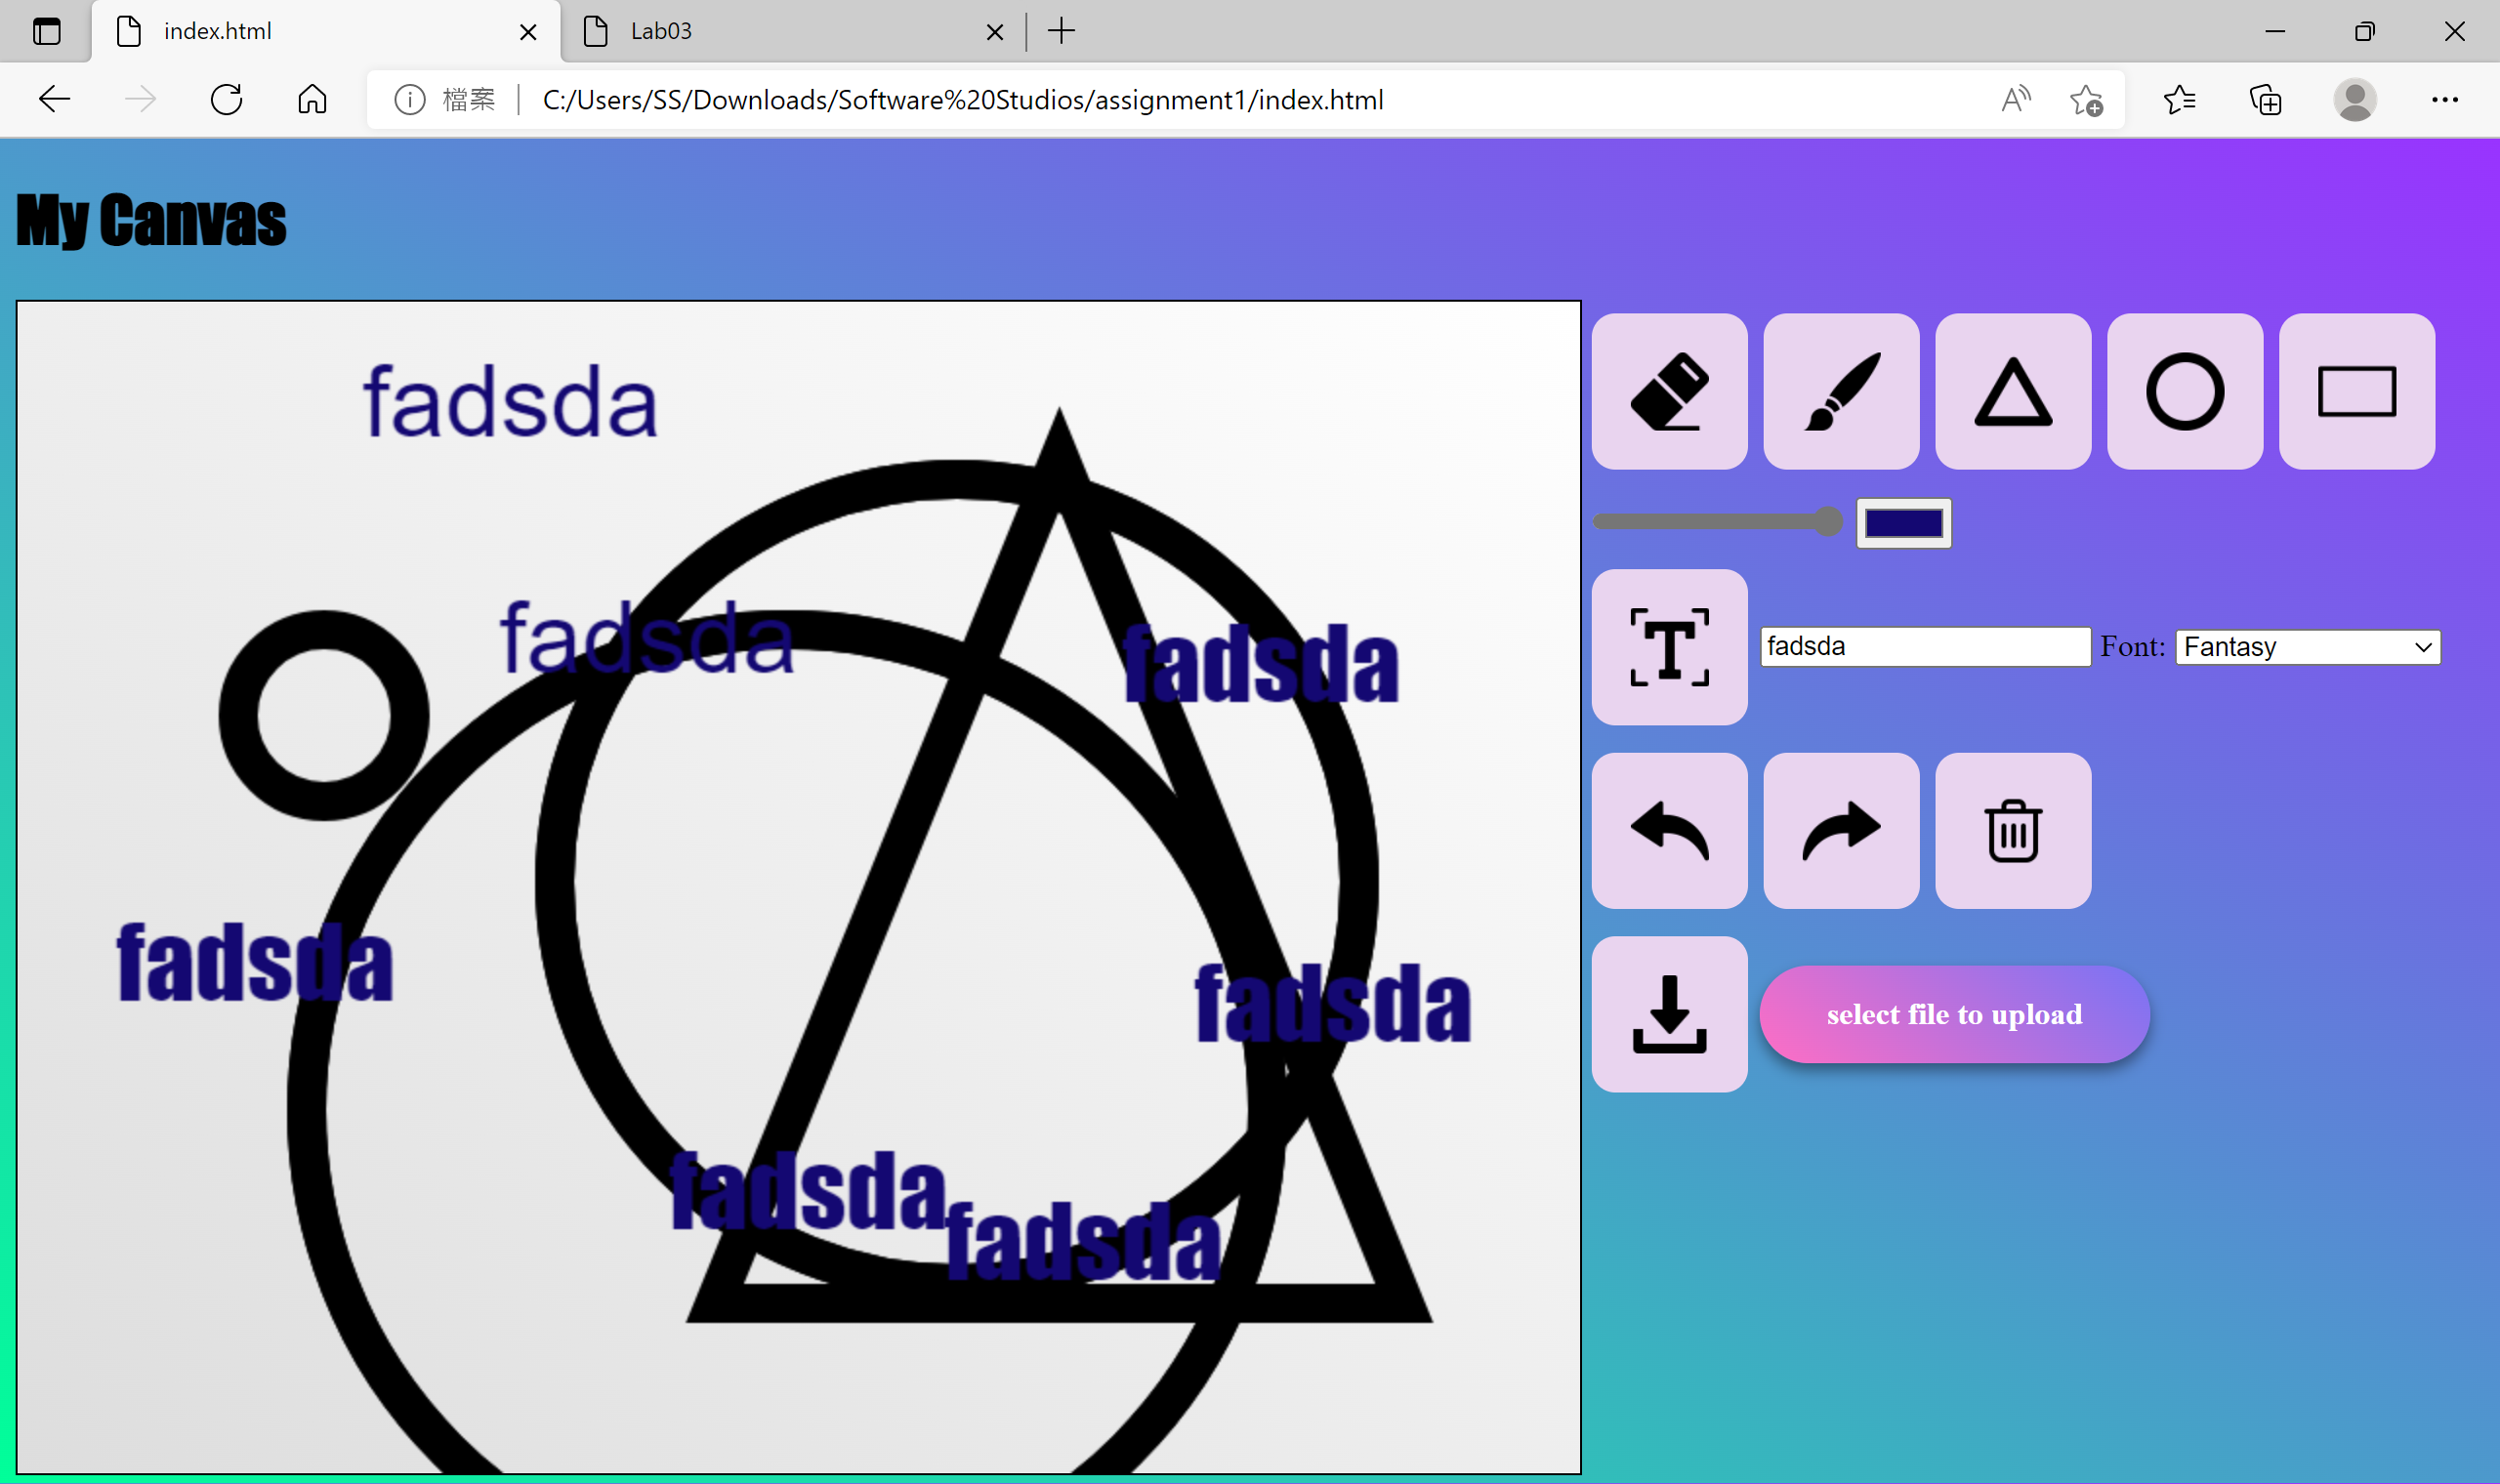 index.html
Lab03
檔案
C:/Users/SS/Downloads/Software%20Studios/assignment1/index.html
My Canvas
fadsda
fadsda
fadsda
fadsda
fadsda
fadsda
fadsda
fadsda Font: Fantasy
select file to upload